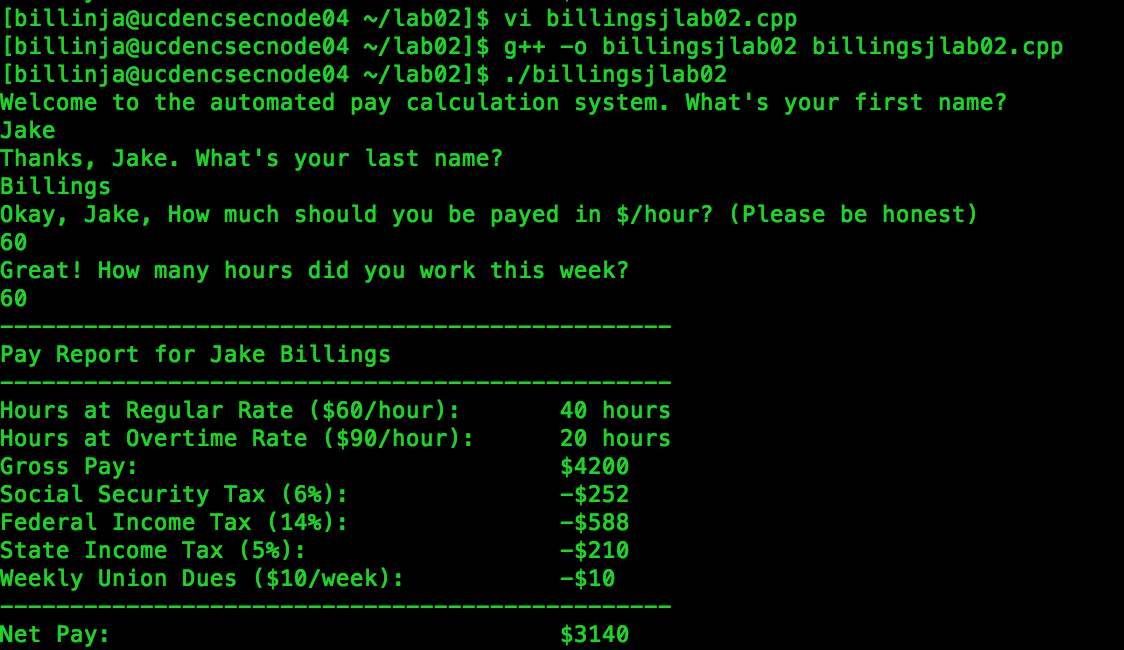 [billinja@ucdencsecnode04 ~/lab02]$ vi billingsjlab02.cpp
[billinja@ucdencsecnode04 ~/lab02]$ g++ -o billingsjlab02 billingsjlab02.cpp
[billinja@ucdencsecnode04 ~/lab02]$ ./billingsjlab02
Welcome to the automated pay calculation system. What's your first name?
Jake
Thanks, Jake. What's your last name?
Billings
Okay, Jake, How much should you be payed in $/hour? (Please be honest)
60
Great! How many hours did you work this week?
60
------------------------------------------------
Pay Report for Jake Billings
------------------------------------------------
Hours at Regular Rate ($60/hour):       40 hours
Hours at Overtime Rate ($90/hour):      20 hours
Gross Pay:                              $4200
Social Security Tax (6%):               -$252
Federal Income Tax (14%):               -$588
State Income Tax (5%):                  -$210
Weekly Union Dues ($10/week):           -$10
------------------------------------------------
Net Pay:                                $3140